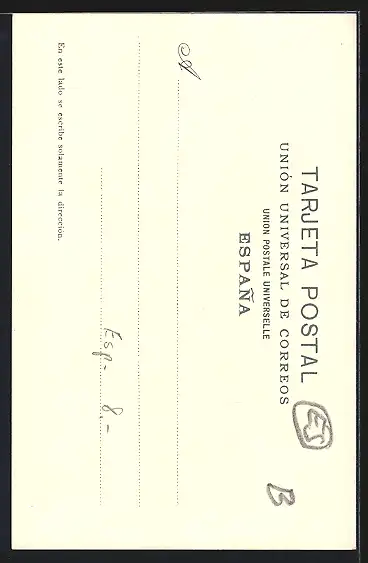 TARJETA POSTAL
UNIÓN UNIVERSAL DE CORREOS
UNION POSTALE UNIVERSELLE
ESPAÑA
B
A
Esp. 8.-
En este lado se escribe solamente la dirección.